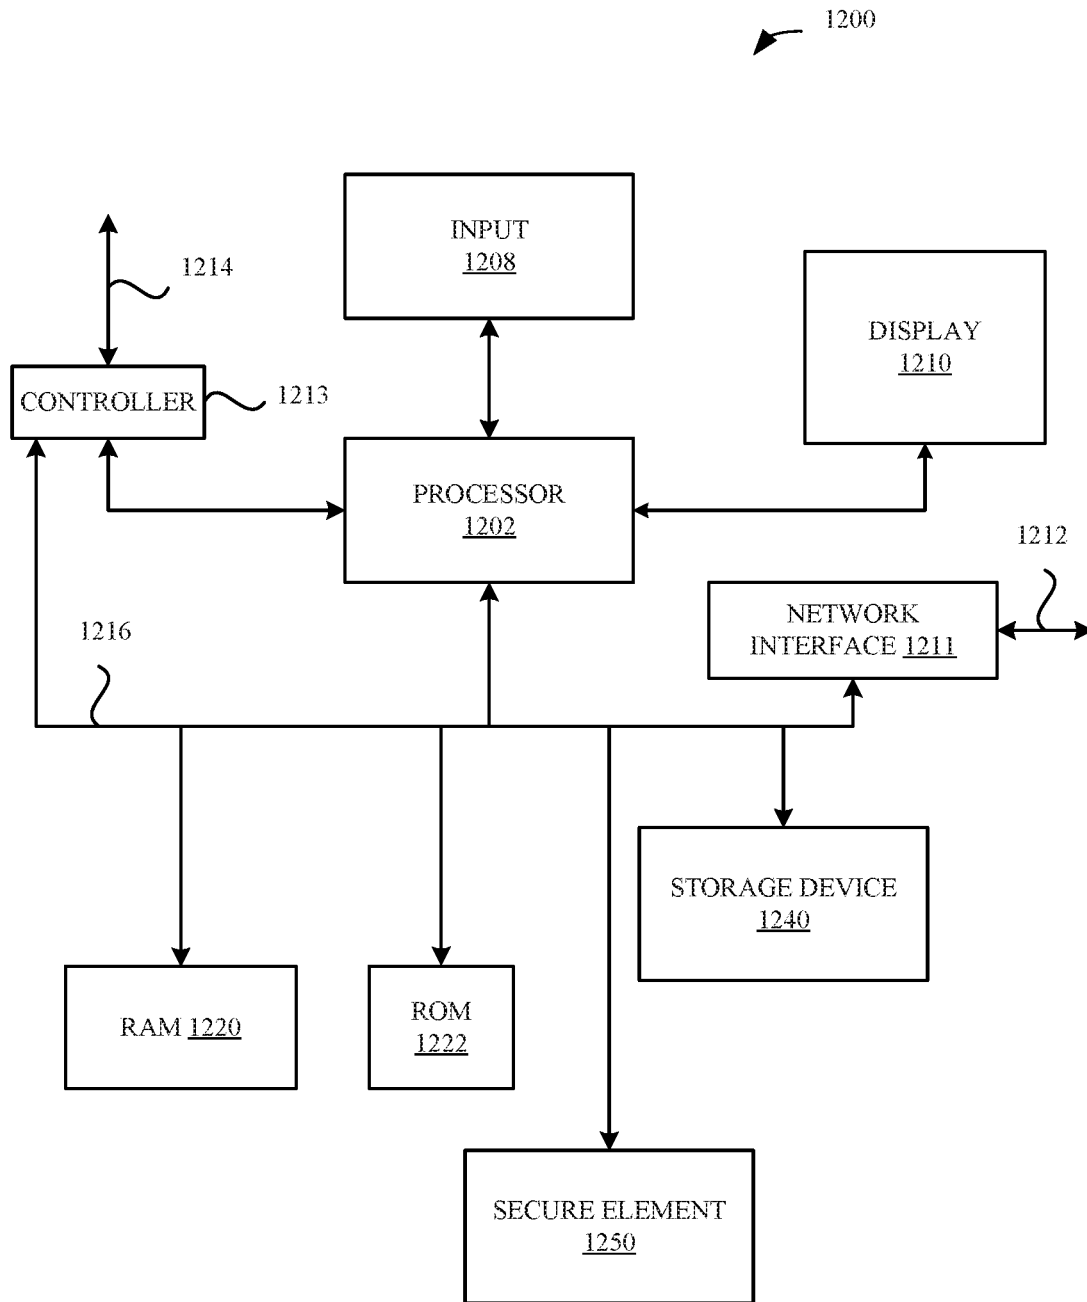 1200
INPUT
1208
1214
DISPLAY
1210
CONTROLLER
1213
PROCESSOR
1202
1212
NETWORK
INTERFACE 1211
1216
STORAGE DEVICE
1240
RAM 1220
ROM
1222
SECURE ELEMENT
1250